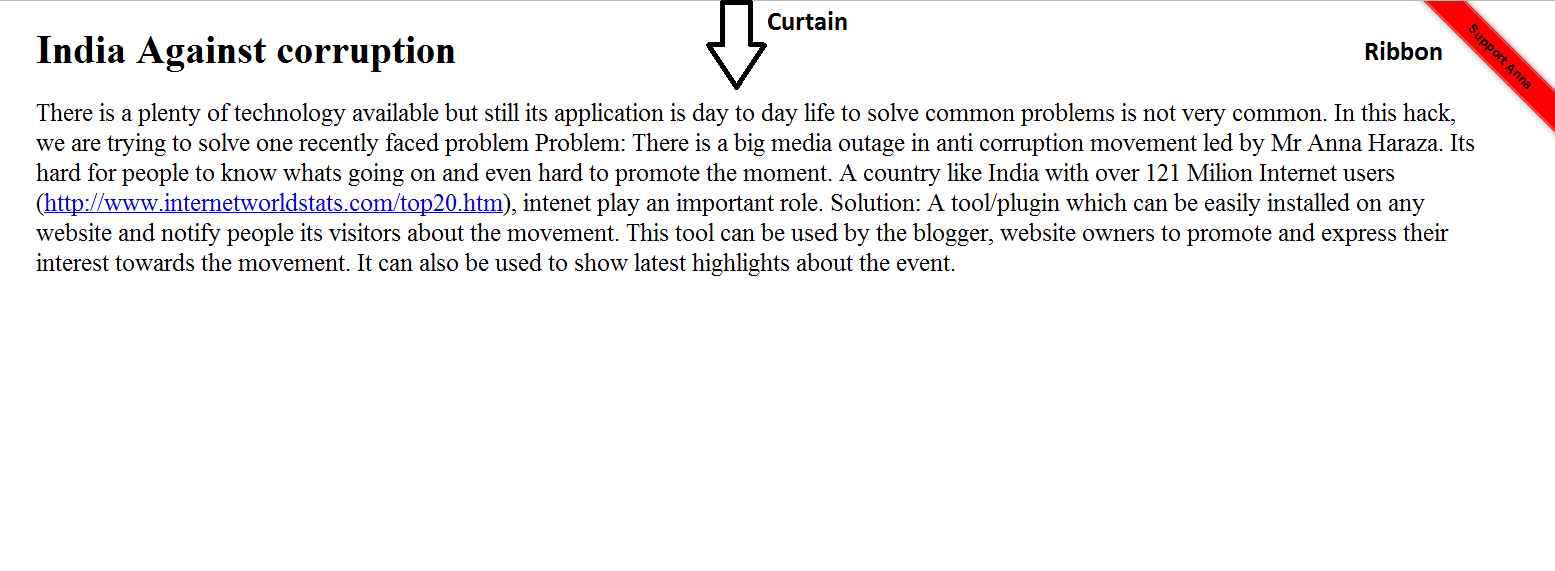 Curtain
India Against corruption
Ribbon
Support Anna
There is a plenty of technology available but still its application is day to day life to solve common problems is not very common. In this hack,
we are trying to solve one recently faced problem Problem: There is a big media outage in anti corruption movement led by Mr Anna Haraza. Its
hard for people to know whats going on and even hard to promote the moment. A country like India with over 121 Milion Internet users
(http://www.internetworldstats.com/top20.htm), intenet play an important role. Solution: A tool/plugin which can be easily installed on any
website and notify people its visitors about the movement. This tool can be used by the blogger, website owners to promote and express their
interest towards the movement. It can also be used to show latest highlights about the event.